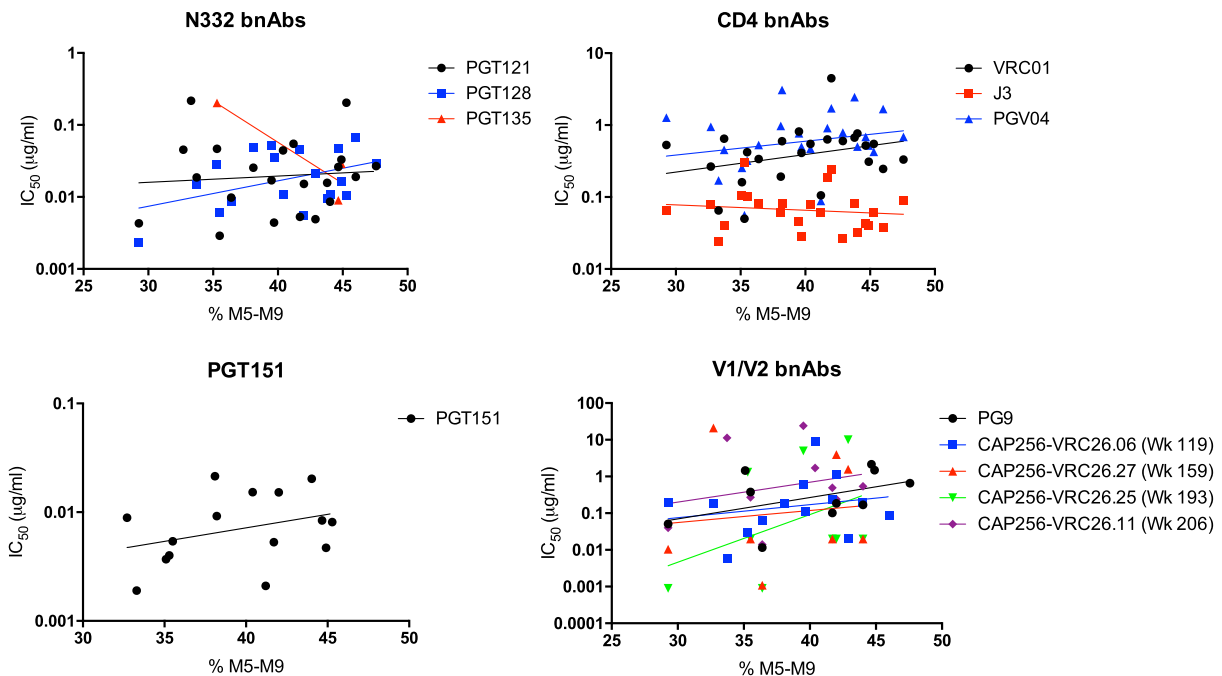 N332 bnAbs
1
0.1
0.01
0.001
IC50 (μg/ml)
25 30 35 40 45 50
% M5-M9
PGT121
PGT128
PGT135
CD4 bnAbs
10
1
0.1
0.01
IC50 (μg/ml)
25 30 35 40 45 50
% M5-M9
VRC01
J3
PGV04
PGT151
0.1
0.01
0.001
IC50 (μg/ml)
30 35 40 45 50
% M5-M9
PGT151
V1/V2 bnAbs
100
10
1
0.1
0.01
0.001
0.0001
IC50 (μg/ml)
25 30 35 40 45 50
% M5-M9
PG9
CAP256-VRC26.06 (Wk 119)
CAP256-VRC26.27 (Wk 159)
CAP256-VRC26.25 (Wk 193)
CAP256-VRC26.11 (Wk 206)